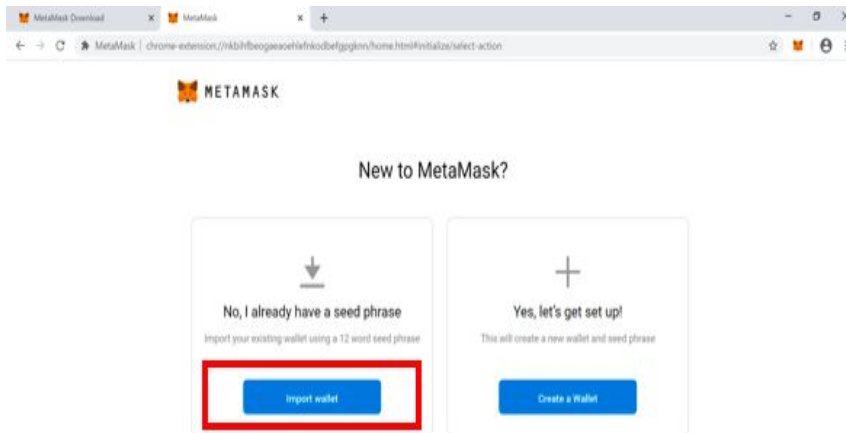 MetaMask Download
MetaMask
MetaMask | chrome-extension://nkbihfbeogaeaoehlefnkodbefgpgknn/home.html#initialize/select-action
METAMASK
New to MetaMask?
No, I already have a seed phrase
Import your existing wallet using a 12 word seed phrase
Import wallet
Yes, let's get set up!
This will create a new wallet and seed phrase
Create a Wallet